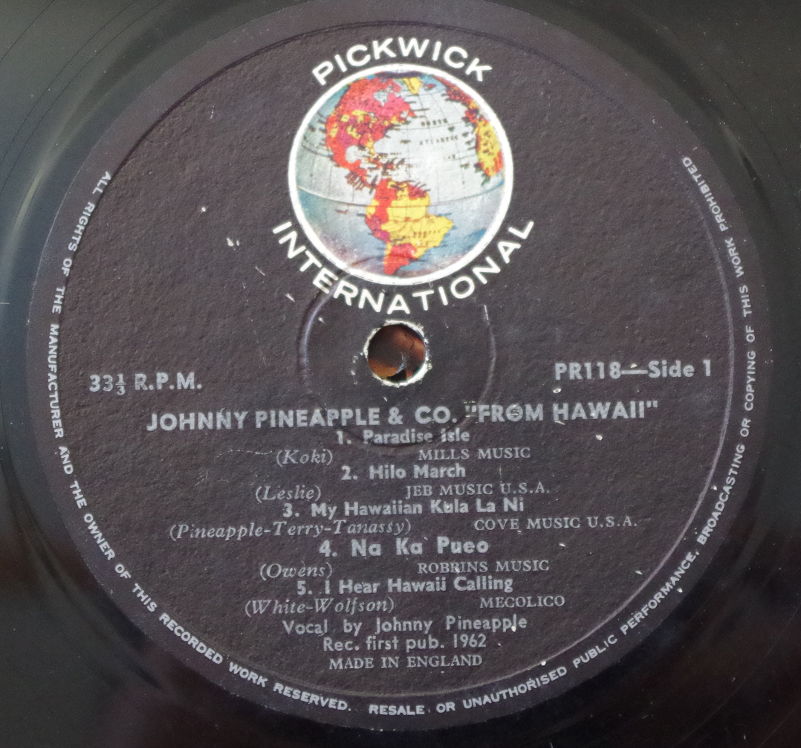 PICKWICK
INTERNATIONAL
33⅓ R.P.M.
PR118—Side 1
JOHNNY PINEAPPLE & CO. "FROM HAWAII"
1. Paradise Isle
(Koki) MILLS MUSIC
2. Hilo March
(Leslie) JEB MUSIC U.S.A.
3. My Hawaiian Kula La Ni
(Pineapple-Terry-Tanassy) COVE MUSIC U.S.A.
4. Na Ka Pueo
(Owens) ROBBINS MUSIC
5. I Hear Hawaii Calling
(White-Wolfson) MECOLICO
Vocal by Johnny Pineapple
Rec. first pub. 1962
MADE IN ENGLAND
ALL RIGHTS OF THE MANUFACTURER AND THE OWNER OF THIS RECORDED WORK RESERVED. RESALE OR UNAUTHORISED PUBLIC PERFORMANCE, BROADCASTING OR COPYING OF THIS WORK PROHIBITED